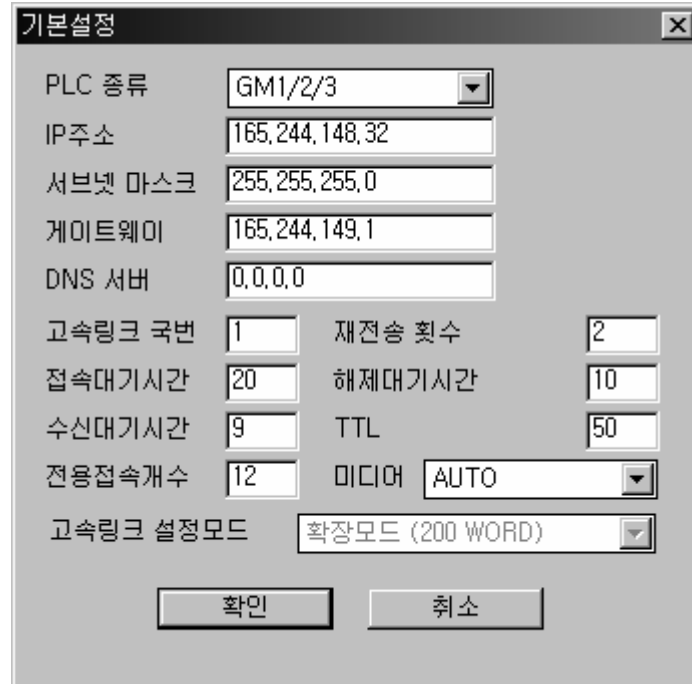 기본설정
PLC 종류 GM1/2/3
IP주소 165,244,148,32
서브넷 마스크 255,255,255,0
게이트웨이 165,244,149,1
DNS 서버 0,0,0,0
고속링크 국번 1 재전송 횟수 2
접속대기시간 20 해제대기시간 10
수신대기시간 9 TTL 50
전용접속개수 12 미디어 AUTO
고속링크 설정모드 확장모드 (200 WORD)
확인 취소